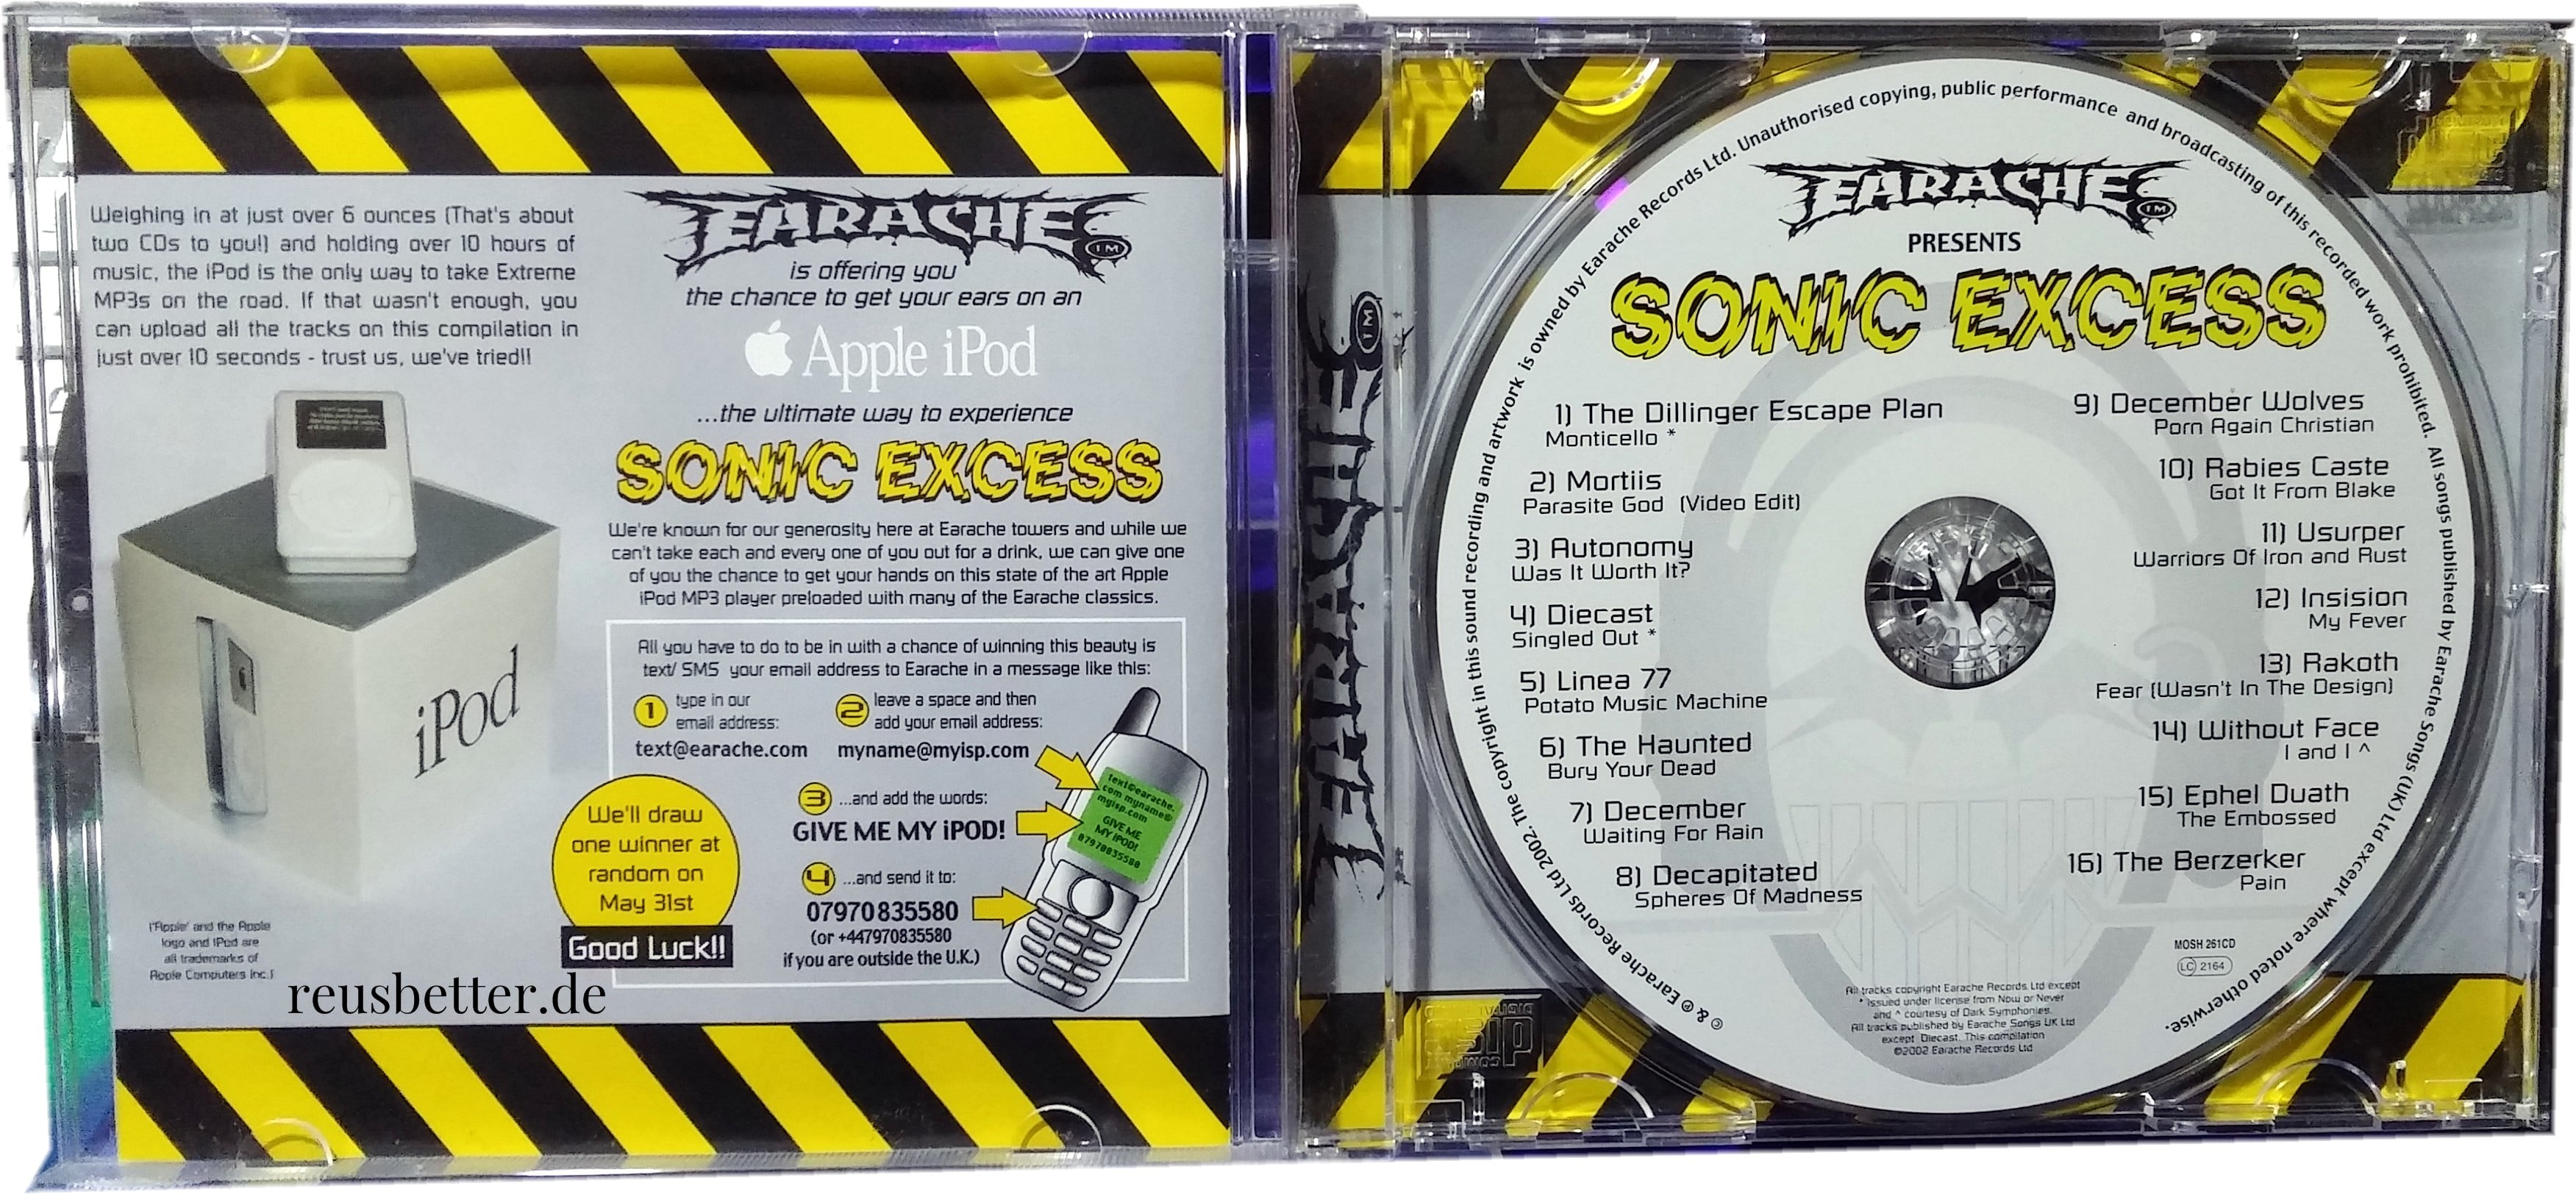 Weighing in at just over 6 ounces (That's about
two CDs to you!) and holding over 10 hours of
music, the iPod is the only way to take Extreme
MP3s on the road. If that wasn't enough, you
can upload all the tracks on this compilation in
just over 10 seconds - trust us, we've tried!!
iPod
('Apple' and the Apple
logo and iPod are
all trademarks of
Apple Computers Inc.)
reusbetter.de
EARACHE TM
is offering you
the chance to get your ears on an
Apple iPod
...the ultimate way to experience
SONIC EXCESS
We're known for our generosity here at Earache towers and while we
can't take each and every one of you out for a drink, we can give one
of you the chance to get your hands on this state of the art Apple
iPod MP3 player preloaded with many of the Earache classics.
All you have to do to be in with a chance of winning this beauty is
text/ SMS your email address to Earache in a message like this:
1 type in our
email address:
text@earache.com
2 leave a space and then
add your email address:
myname@myisp.com
3 ...and add the words:
GIVE ME MY iPOD!
4 ...and send it to:
07970835580
(or +447970835580
if you are outside the U.K.)
text@earache.
com myname@
myisp.com
GIVE ME
MY iPOD!
07970835580
We'll draw
one winner at
random on
May 31st
Good Luck!!
EARACHE TM
EARACHE TM
PRESENTS
SONIC EXCESS
1) The Dillinger Escape Plan
Monticello *
2) Mortiis
Parasite God (Video Edit)
3) Autonomy
Was It Worth It?
4) Diecast
Singled Out *
5) Linea 77
Potato Music Machine
6) The Haunted
Bury Your Dead
7) December
Waiting For Rain
8) Decapitated
Spheres Of Madness
9) December Wolves
Porn Again Christian
10) Rabies Caste
Got It From Blake
11) Usurper
Warriors Of Iron and Rust
12) Insision
My Fever
13) Rakoth
Fear (Wasn't In The Design)
14) Without Face
I and I ^
15) Ephel Duath
The Embossed
16) The Berzerker
Pain
MOSH 261CD
LC 2164
All tracks copyright Earache Records Ltd except
* issued under license from Now or Never
and ^ courtesy of Dark Symphonies.
All tracks published by Earache Songs UK Ltd
except Diecast. This compilation
©2002 Earache Records Ltd
© & ℗ Earache Records Ltd 2002. The copyright in this sound recording and artwork is owned by Earache Records Ltd. Unauthorised copying, public performance and broadcasting of this recorded work prohibited. All songs published by Earache Songs (UK) Ltd except where noted otherwise.